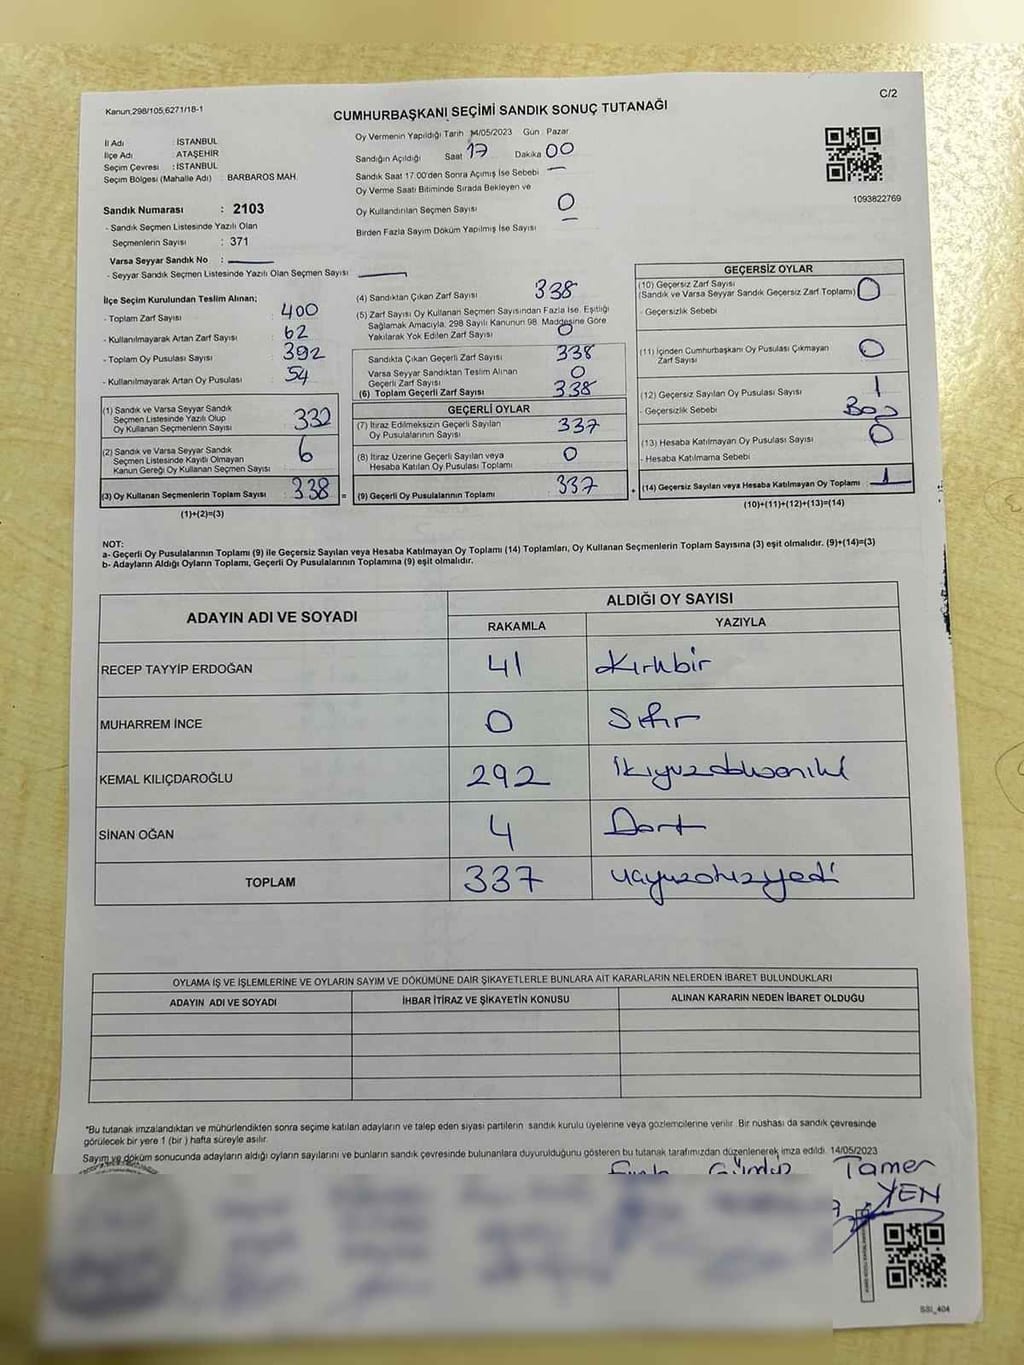 Kanun;298/105;6271/18-1
CUMHURBAŞKANI SEÇİMİ SANDIK SONUÇ TUTANAĞI
C/2
İl Adı : İSTANBUL
İlçe Adı : ATAŞEHİR
Seçim Çevresi : İSTANBUL
Seçim Bölgesi (Mahalle Adı) : BARBAROS MAH.
Oy Vermenin Yapıldığı Tarih 14/05/2023 Gün : Pazar
Sandığın Açıldığı Saat 17 Dakika 00
Sandık Saat 17.00'den Sonra Açılmış İse Sebebi —
Oy Verme Saati Bitiminde Sırada Bekleyen ve
Oy Kullandırılan Seçmen Sayısı 0
Birden Fazla Sayım Döküm Yapılmış İse Sayısı —
1093822769
Sandık Numarası : 2103
- Sandık Seçmen Listesinde Yazılı Olan
Seçmenlerin Sayısı : 371
Varsa Seyyar Sandık No : —
- Seyyar Sandık Seçmen Listesinde Yazılı Olan Seçmen Sayısı —
İlçe Seçim Kurulundan Teslim Alınan;
- Toplam Zarf Sayısı : 400
- Kullanılmayarak Artan Zarf Sayısı : 62
- Toplam Oy Pusulası Sayısı : 392
- Kullanılmayarak Artan Oy Pusulası : 54
(1) Sandık ve Varsa Seyyar Sandık
Seçmen Listesinde Yazılı Olup
Oy Kullanan Seçmenlerin Sayısı : 332
(2) Sandık ve Varsa Seyyar Sandık
Seçmen Listesinde Kayıtlı Olmayan
Kanun Gereği Oy Kullanan Seçmen Sayısı : 6
(3) Oy Kullanan Seçmenlerin Toplam Sayısı : 338 =
(1)+(2)=(3)
(4) Sandıktan Çıkan Zarf Sayısı 338
(5) Zarf Sayısı Oy Kullanan Seçmen Sayısından Fazla İse, Eşitliği
Sağlamak Amacıyla, 298 Sayılı Kanunun 98. Maddesine Göre
Yakılarak Yok Edilen Zarf Sayısı : 0
Sandıkta Çıkan Geçerli Zarf Sayısı : 338
Varsa Seyyar Sandıktan Teslim Alınan
Geçerli Zarf Sayısı : 0
(6) Toplam Geçerli Zarf Sayısı : 338
GEÇERLİ OYLAR
(7) İtiraz Edilmeksizin Geçerli Sayılan
Oy Pusulalarının Sayısı : 337
(8) İtiraz Üzerine Geçerli Sayılan veya
Hesaba Katılan Oy Pusulası Toplamı : 0
(9) Geçerli Oy Pusulalarının Toplamı : 337 +
GEÇERSİZ OYLAR
(10) Geçersiz Zarf Sayısı
(Sandık ve Varsa Seyyar Sandık Geçersiz Zarf Toplamı) 0
- Geçersizlik Sebebi
(11) İçinden Cumhurbaşkanı Oy Pusulası Çıkmayan
Zarf Sayısı 0
(12) Geçersiz Sayılan Oy Pusulası Sayısı : 1
- Geçersizlik Sebebi : Boş
(13) Hesaba Katılmayan Oy Pusulası Sayısı : 0
- Hesaba Katılmama Sebebi
(14) Geçersiz Sayılan veya Hesaba Katılmayan Oy Toplamı : 1
(10)+(11)+(12)+(13)=(14)
NOT:
a- Geçerli Oy Pusulalarının Toplamı (9) ile Geçersiz Sayılan veya Hesaba Katılmayan Oy Toplamı (14) Toplamları, Oy Kullanan Seçmenlerin Toplam Sayısına (3) eşit olmalıdır. (9)+(14)=(3)
b- Adayların Aldığı Oyların Toplamı, Geçerli Oy Pusulalarının Toplamına (9) eşit olmalıdır.
ADAYIN ADI VE SOYADI
ALDIĞI OY SAYISI
RAKAMLA YAZIYLA
RECEP TAYYİP ERDOĞAN 41 Kırkbir
MUHARREM İNCE 0 Sıfır
KEMAL KILIÇDAROĞLU 292 ikiyuzdoksaniki
SİNAN OĞAN 4 Dört
TOPLAM 337 üçyuzotuzyedi
OYLAMA İŞ VE İŞLEMLERİNE VE OYLARIN SAYIM VE DÖKÜMÜNE DAİR ŞİKAYETLERLE BUNLARA AİT KARARLARIN NELERDEN İBARET BULUNDUKLARI
ADAYIN ADI VE SOYADI İHBAR İTİRAZ VE ŞİKAYETİN KONUSU ALINAN KARARIN NEDEN İBARET OLDUĞU
"Bu tutanak imzalandıktan ve mühürlendikten sonra seçime katılan adayların ve talep eden siyasi partilerin sandık kurulu üyelerine veya gözlemcilerine verilir. Bir nüshası da sandık çevresinde
görülecek bir yere 1 (bir ) hafta süreyle asılır.
Sayım ve döküm sonucunda adayların aldığı oyların sayılarını ve bunların sandık çevresinde bulunanlara duyurulduğunu gösteren bu tutanak tarafımızdan düzenlenerek imza edildi. 14/05/2023
Gündüz Tamer
YEN
SSI_404